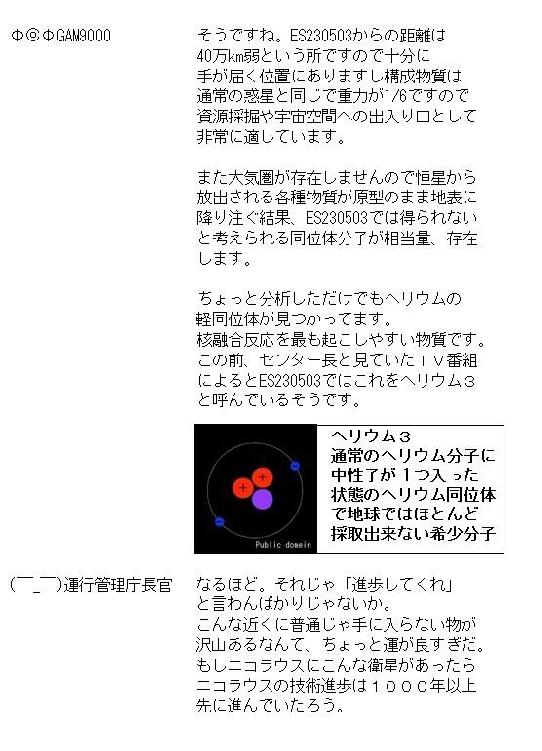 Φ@ΦGAM9000
そうですね。ES230503からの距離は
40万km弱という所ですので十分に
手が届く位置にありますし構成物質は
通常の惑星と同じで重力が1/6ですので
資源採掘や宇宙空間への出入り口として
非常に適しています。
また大気圏が存在しませんので恒星から
放出される各種物質が原型のまま地表に
降り注ぐ結果、ES230503では得られない
と考えられる同位体分子が相当量、存在
します。
ちょっと分析しただけでもヘリウムの
軽同位体が見つかってます。
核融合反応を最も起こしやすい物質です。
この前、センター長と見ていたTV番組
によるとES230503ではこれをヘリウム3
と呼んでいるそうです。
ヘリウム3
通常のヘリウム分子に
中性子が1つ入った
状態のヘリウム同位体
で地球ではほとんど
採取出来ない希少分子
Public domain
(￣_￣)運行管理庁長官
なるほど。それじゃ「進歩してくれ」
と言わんばかりじゃないか。
こんな近くに普通じゃ手に入らない物が
沢山あるなんて、ちょっと運が良すぎだ。
もしニコラウスにこんな衛星があったら
ニコラウスの技術進歩は1000年以上
先に進んでいたろう。